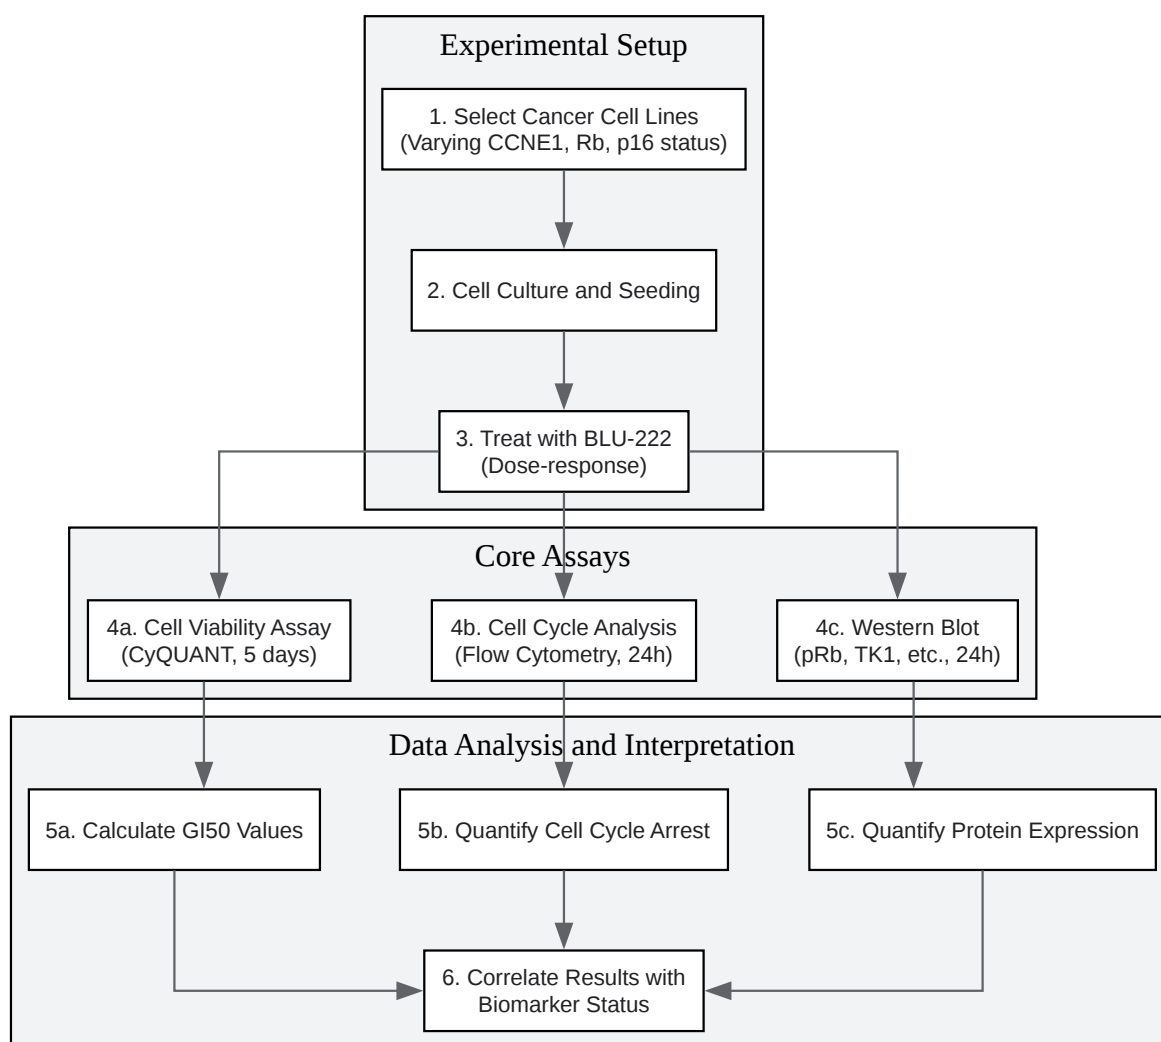 Experimental Setup
1. Select Cancer Cell Lines
(Varying CCNE1, Rb, p16 status)
2. Cell Culture and Seeding
3. Treat with BLU-222
(Dose-response)
Core Assays
4a. Cell Viability Assay
(CyQUANT, 5 days)
4b. Cell Cycle Analysis
(Flow Cytometry, 24h)
4c. Western Blot
(pRb, TK1, etc., 24h)
Data Analysis and Interpretation
5a. Calculate GI50 Values
5b. Quantify Cell Cycle Arrest
5c. Quantify Protein Expression
6. Correlate Results with
Biomarker Status